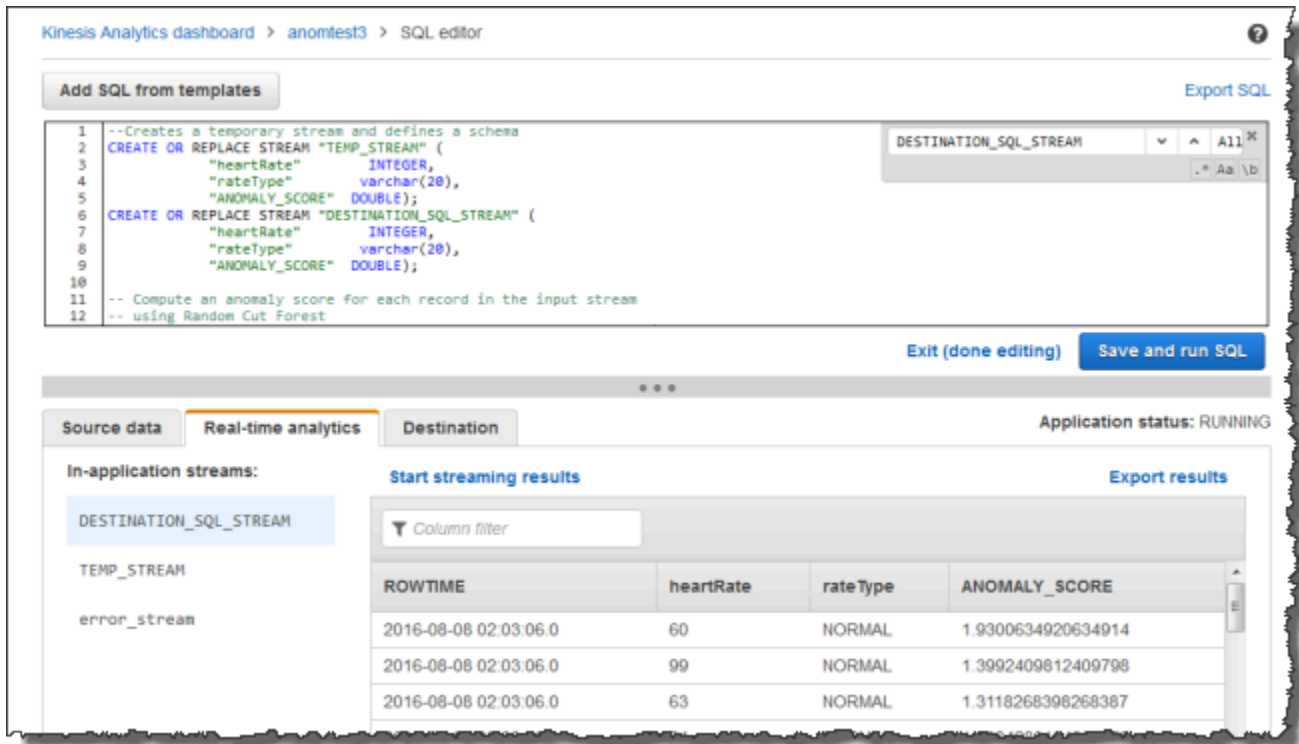 Kinesis Analytics dashboard > anomtest3 > SQL editor
?
Add SQL from templates
Export SQL
1 --Creates a temporary stream and defines a schema
2 CREATE OR REPLACE STREAM "TEMP_STREAM" (
3 "heartRate" INTEGER,
4 "rateType" varchar(20),
5 "ANOMALY_SCORE" DOUBLE);
6 CREATE OR REPLACE STREAM "DESTINATION_SQL_STREAM" (
7 "heartRate" INTEGER,
8 "rateType" varchar(20),
9 "ANOMALY_SCORE" DOUBLE);
10
11 -- Compute an anomaly score for each record in the input stream
12 -- using Random Cut Forest
DESTINATION_SQL_STREAM All ×
.* Aa \b
Exit (done editing) Save and run SQL
Source data Real-time analytics Destination
Application status: RUNNING
In-application streams:
DESTINATION_SQL_STREAM
TEMP_STREAM
error_stream
Start streaming results Export results
Column filter
ROWTIME heartRate rateType ANOMALY_SCORE
2016-08-08 02:03:06.0 60 NORMAL 1.9300634920634914
2016-08-08 02:03:06.0 99 NORMAL 1.3992409812409798
2016-08-08 02:03:06.0 63 NORMAL 1.3118268398268387